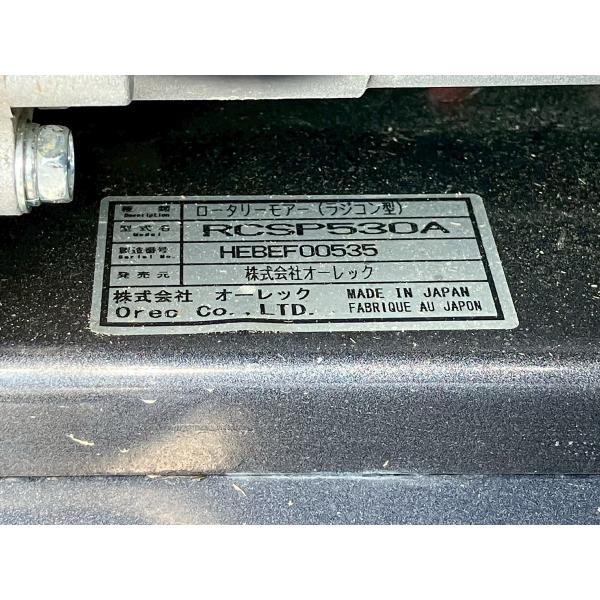 種類 Description ロータリーモアー(ラジコン型)
型式名 Model RCSP530A
製造番号 Serial No. HEBEF00535
発売元 株式会社オーレック
株式会社 オーレック MADE IN JAPAN
Orec Co.,LTD. FABRIQUE AU JAPON